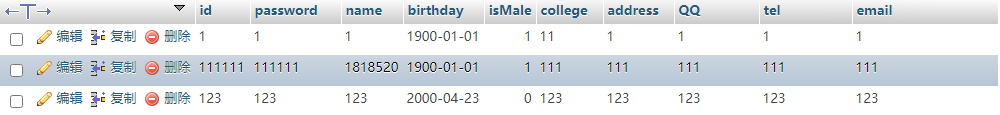 id password name birthday isMale college address QQ tel email
编辑 复制 删除 1 1 1 1900-01-01 1 11 1 1 1 1
编辑 复制 删除 111111 111111 1818520 1900-01-01 1 111 111 111 111 111
编辑 复制 删除 123 123 123 2000-04-23 0 123 123 123 123 123